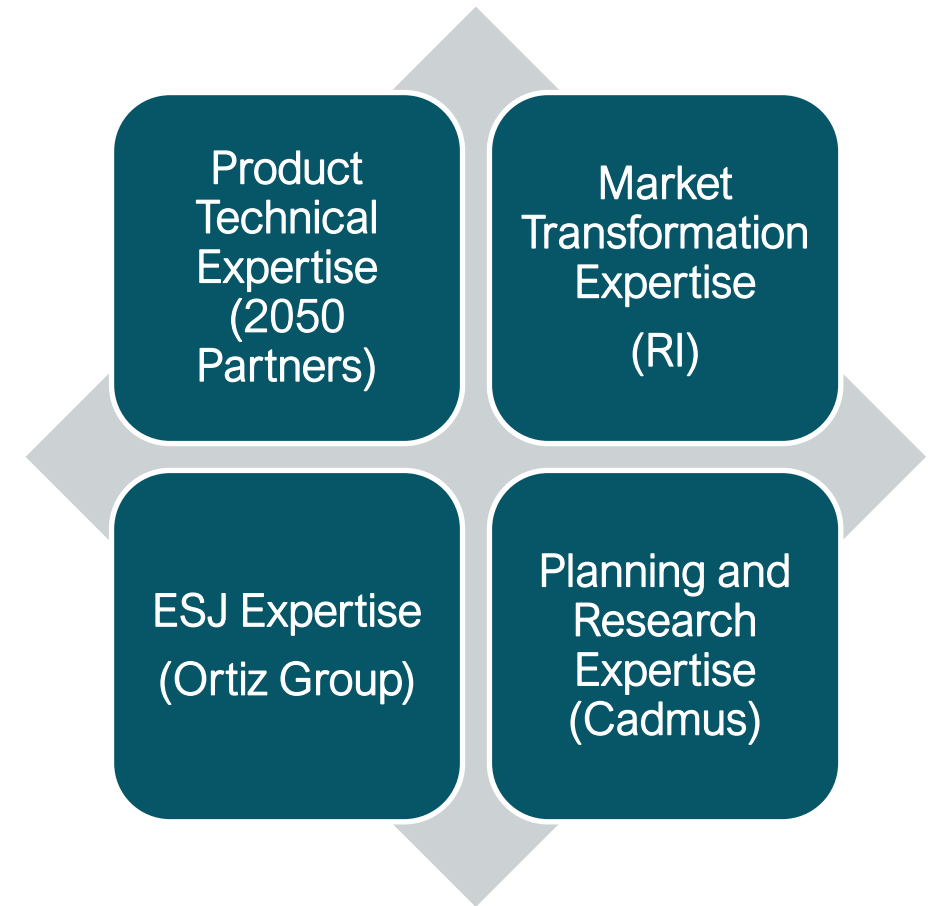 Product
Technical
Expertise
(2050
Partners)
Market
Transformation
Expertise
(RI)
ESJ Expertise
(Ortiz Group)
Planning and
Research
Expertise
(Cadmus)